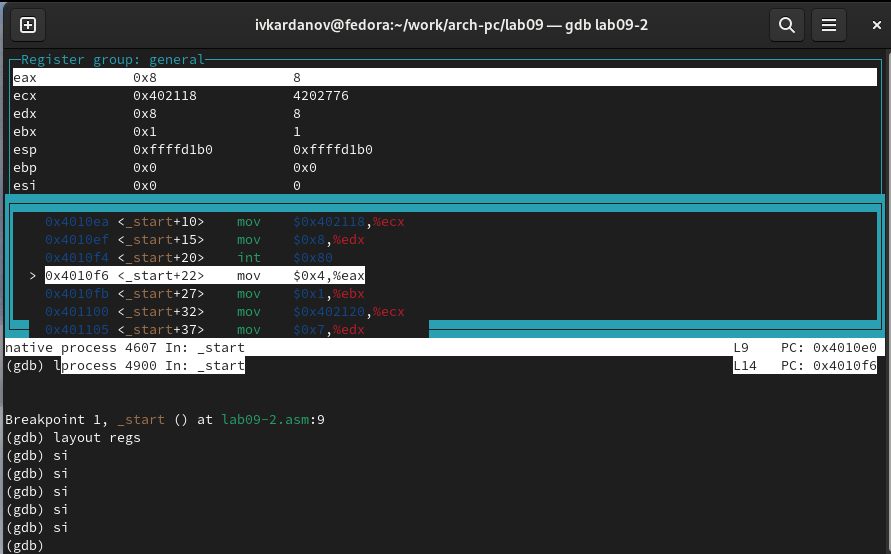 ivkardanov@fedora:~/work/arch-pc/lab09 — gdb lab09-2
Register group: general
eax 0x8 8
ecx 0x402118 4202776
edx 0x8 8
ebx 0x1 1
esp 0xffffd1b0 0xffffd1b0
ebp 0x0 0x0
esi 0x0 0
0x4010ea <_start+10> mov $0x402118,%ecx
0x4010ef <_start+15> mov $0x8,%edx
0x4010f4 <_start+20> int $0x80
> 0x4010f6 <_start+22> mov $0x4,%eax
0x4010fb <_start+27> mov $0x1,%ebx
0x401100 <_start+32> mov $0x402120,%ecx
0x401105 <_start+37> mov $0x7,%edx
native process 4607 In: _start L9 PC: 0x4010e0
(gdb) lprocess 4900 In: _start L14 PC: 0x4010f6
Breakpoint 1, _start () at lab09-2.asm:9
(gdb) layout regs
(gdb) si
(gdb) si
(gdb) si
(gdb) si
(gdb) si
(gdb)